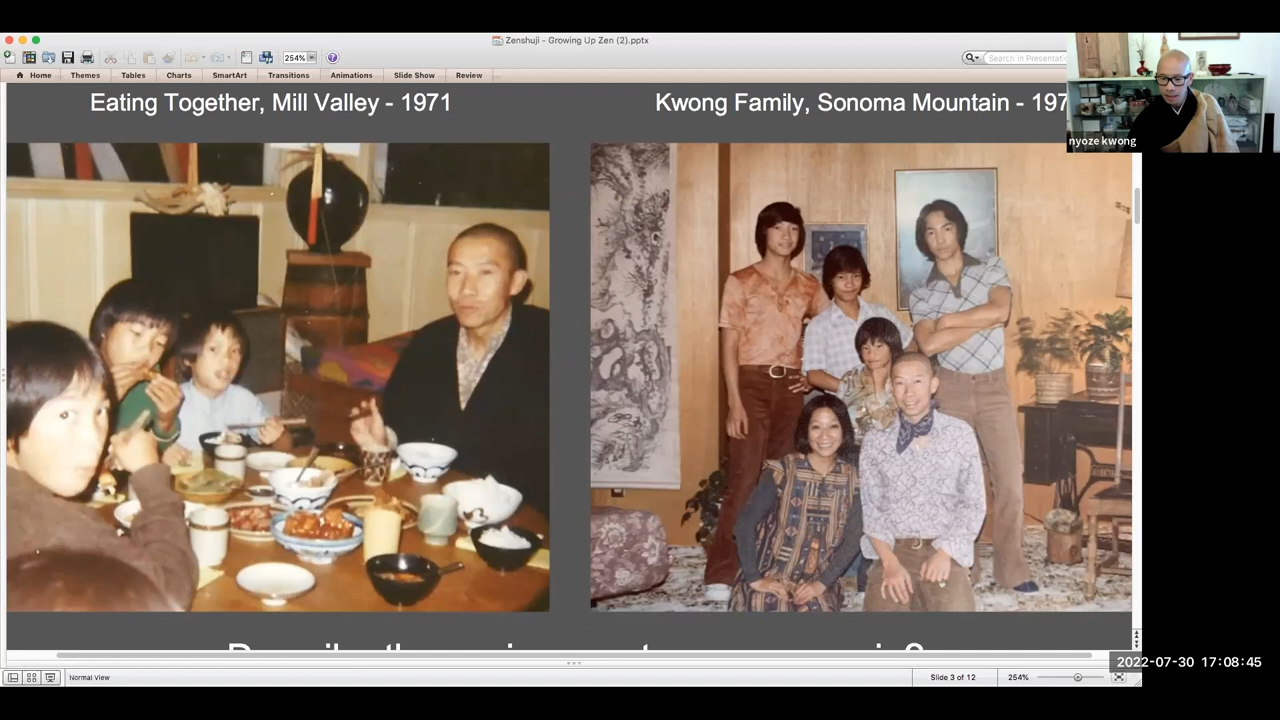 Zenshuji - Growing Up Zen (2).pptx
254%
Search in Presentati
Home Themes Tables Charts SmartArt Transitions Animations Slide Show Review
Eating Together, Mill Valley - 1971
Kwong Family, Sonoma Mountain - 197
nyoze kwong
2022-07-30 17:08:45
Normal View
Slide 3 of 12
254%